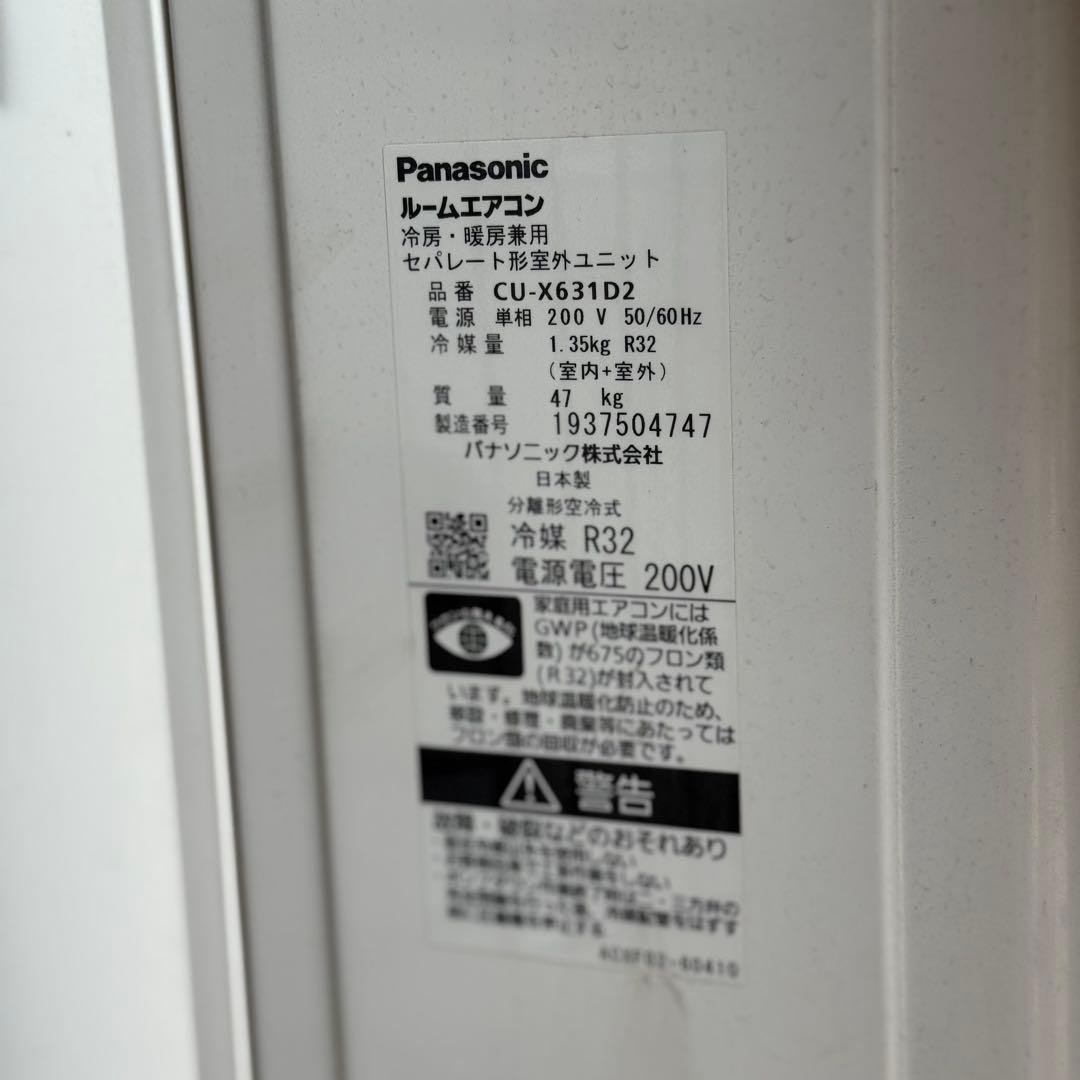 Panasonic
ルームエアコン
冷房・暖房兼用
セパレート形室外ユニット
品番 CU-X631D2
電源 単相 200 V 50/60Hz
冷媒量 1.35kg R32
(室内+室外)
質量 47 kg
製造番号 1937504747
パナソニック株式会社
日本製
分離形空冷式
冷媒 R32
電源電圧 200V
家庭用エアコンには
GWP(地球温暖化係
数)が675のフロン類
(R32)が封入されて
います。地球温暖化防止のため、
移設・修理・廃棄等にあたっては
フロン類の回収が必要です。
警告
故障・破裂などのおそれあり